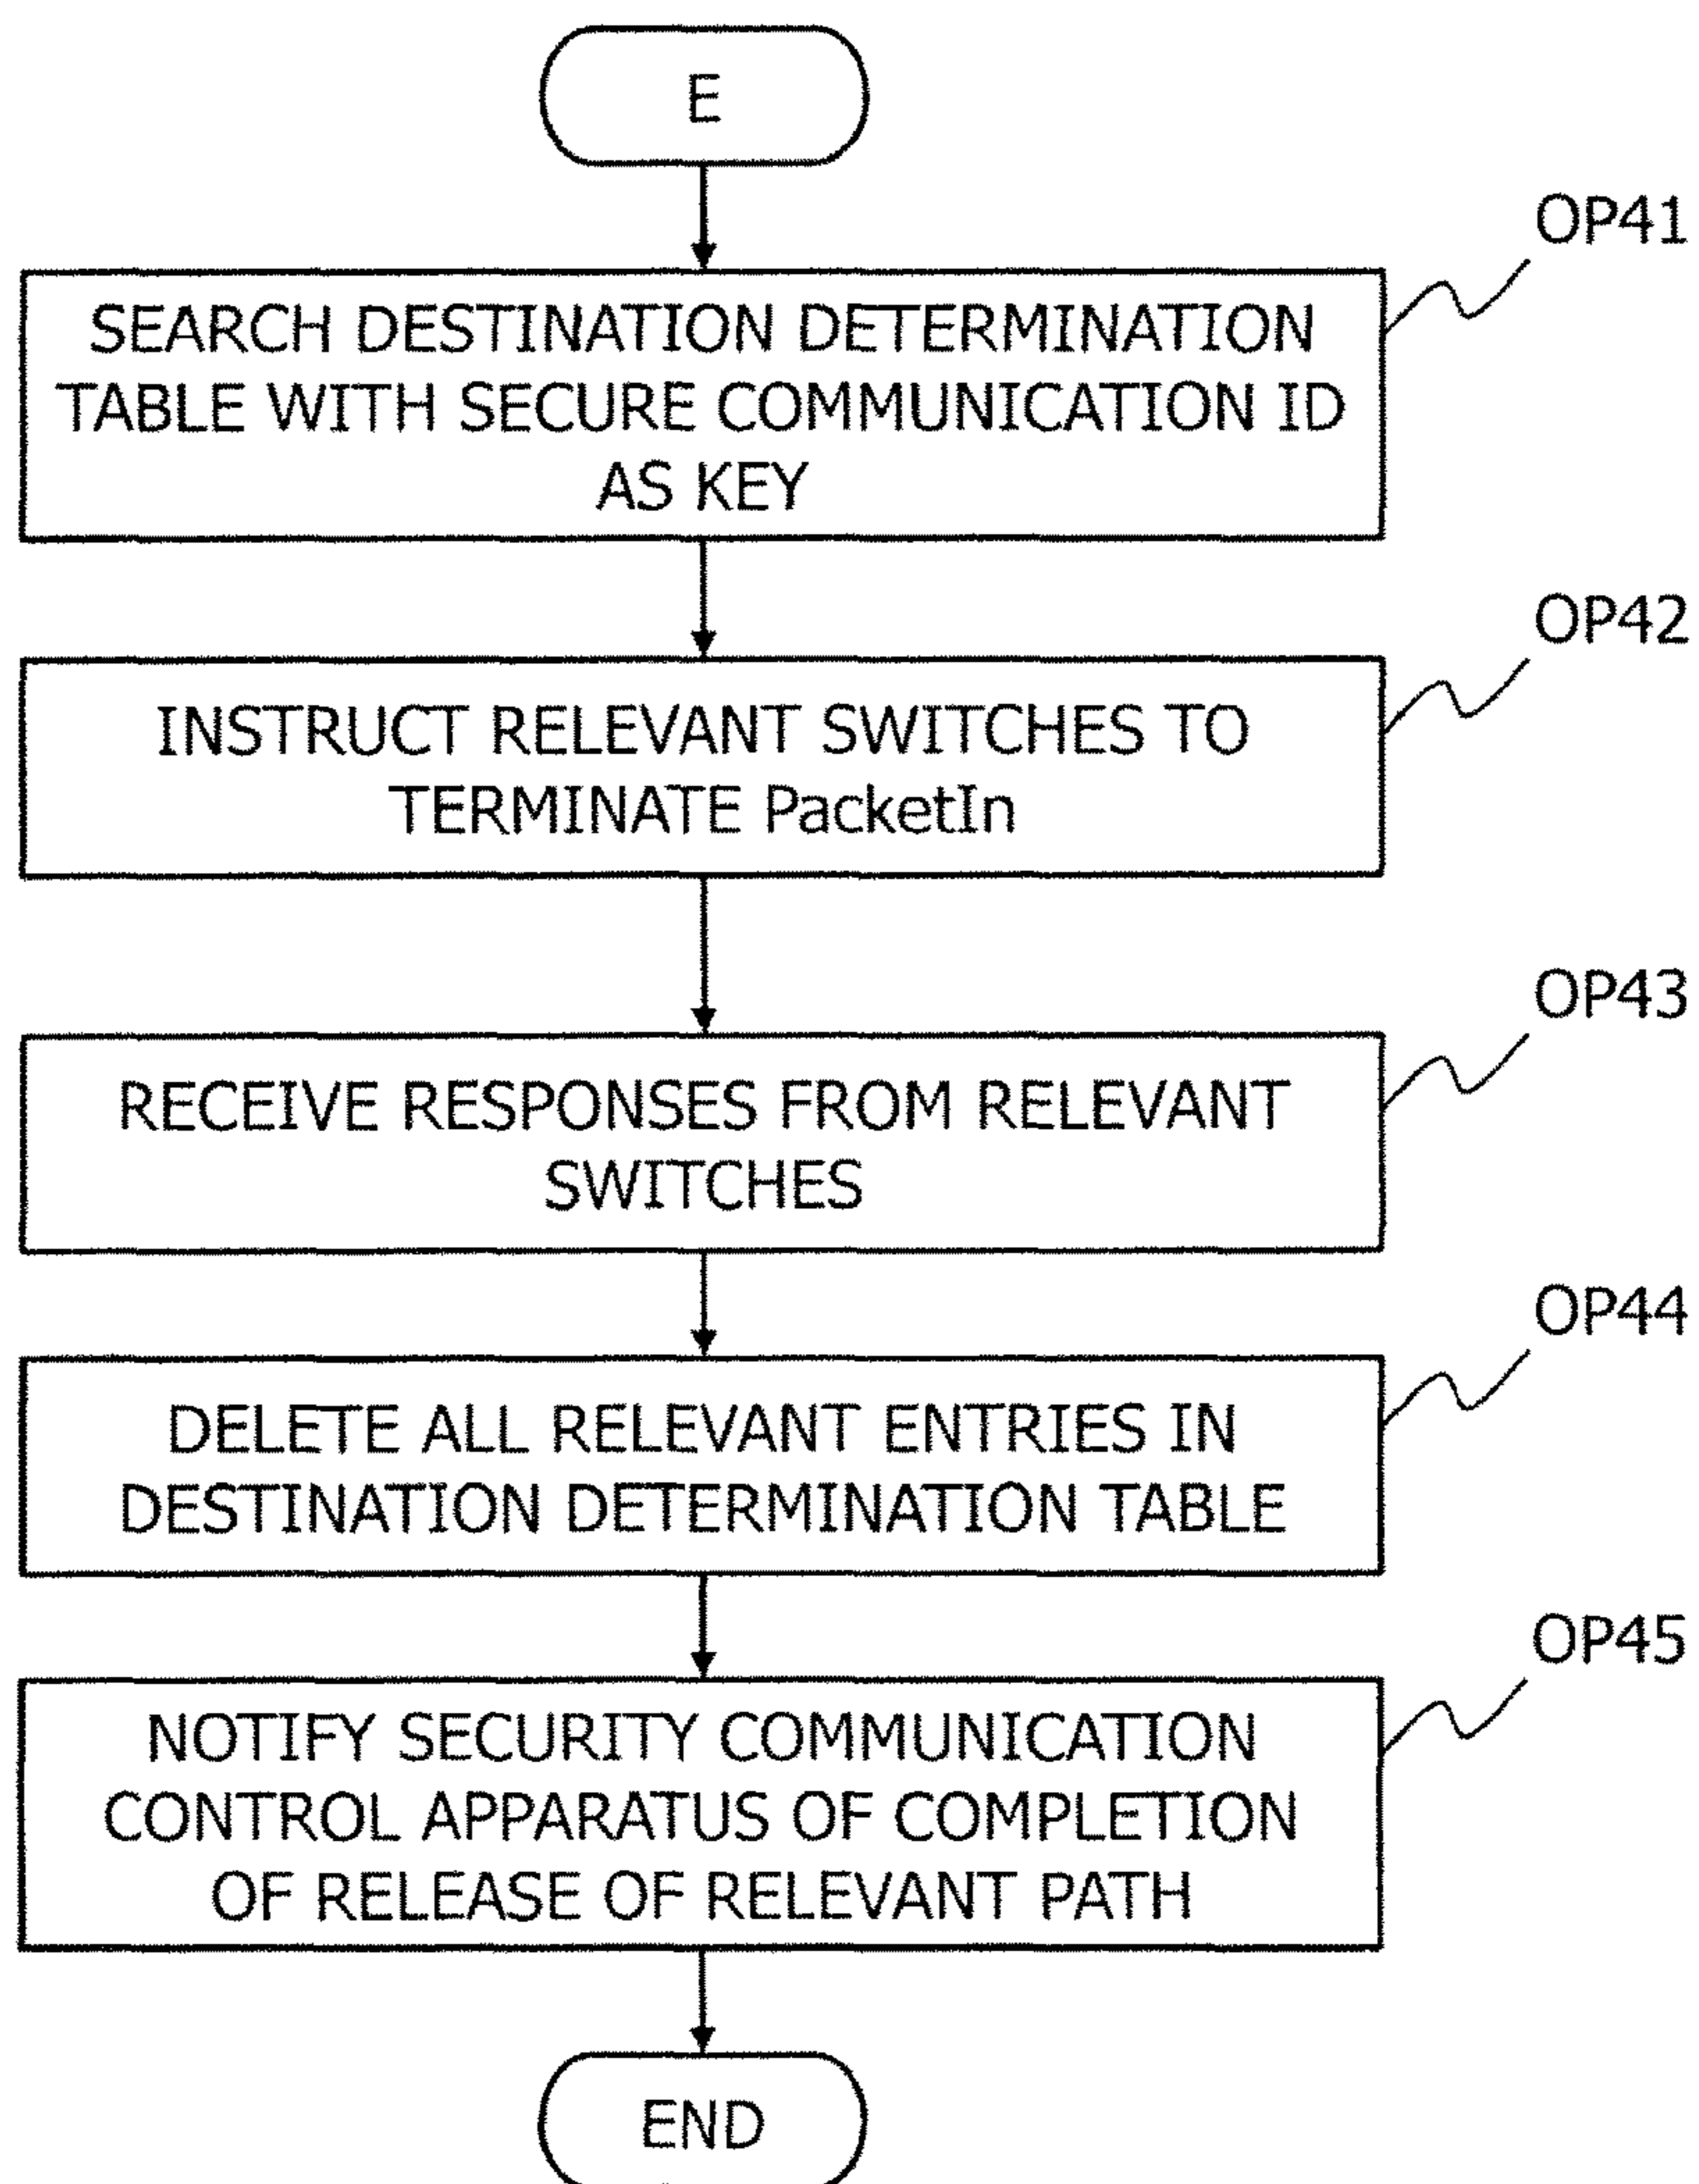 E
OP41
SEARCH DESTINATION DETERMINATION
TABLE WITH SECURE COMMUNICATION ID
AS KEY
OP42
INSTRUCT RELEVANT SWITCHES TO
TERMINATE PacketIn
OP43
RECEIVE RESPONSES FROM RELEVANT
SWITCHES
OP44
DELETE ALL RELEVANT ENTRIES IN
DESTINATION DETERMINATION TABLE
OP45
NOTIFY SECURITY COMMUNICATION
CONTROL APPARATUS OF COMPLETION
OF RELEASE OF RELEVANT PATH
END